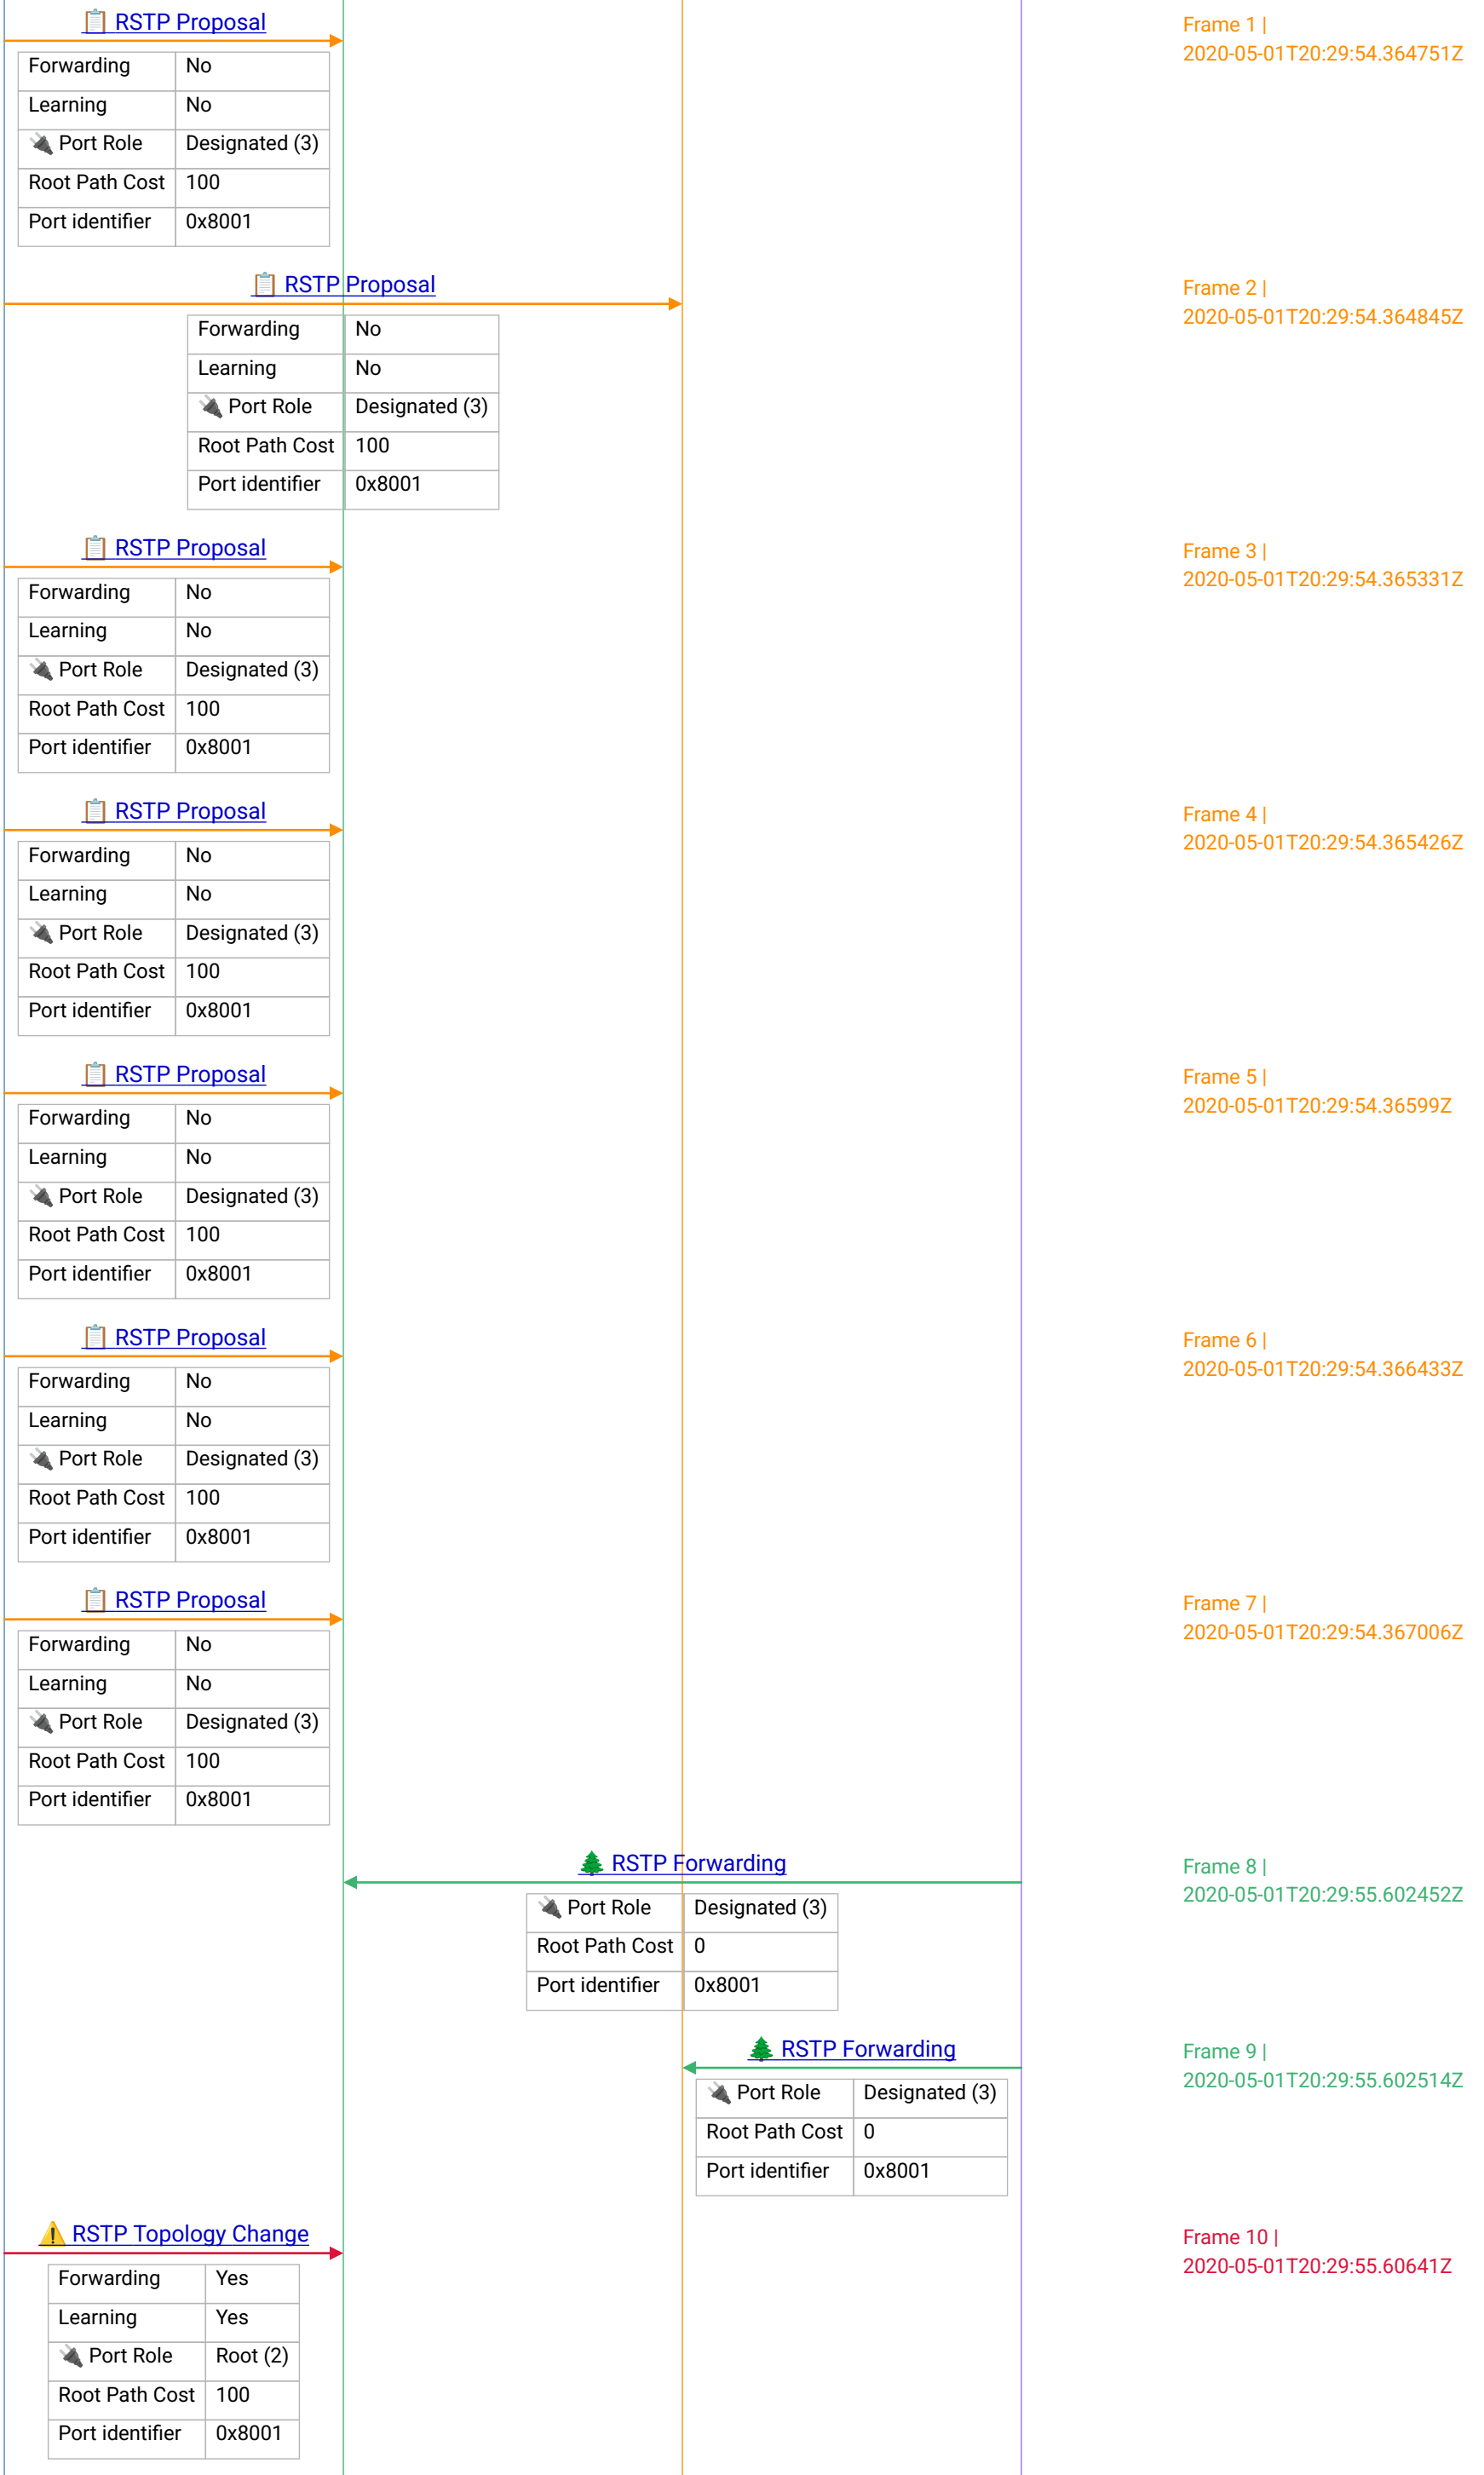 📋 RSTP Proposal
Frame 1 |
2020-05-01T20:29:54.364751Z
Forwarding No
Learning No
🔌 Port Role Designated (3)
Root Path Cost 100
Port identifier 0x8001
📋 RSTP Proposal
Frame 2 |
2020-05-01T20:29:54.364845Z
Forwarding No
Learning No
🔌 Port Role Designated (3)
Root Path Cost 100
Port identifier 0x8001
📋 RSTP Proposal
Frame 3 |
2020-05-01T20:29:54.365331Z
Forwarding No
Learning No
🔌 Port Role Designated (3)
Root Path Cost 100
Port identifier 0x8001
📋 RSTP Proposal
Frame 4 |
2020-05-01T20:29:54.365426Z
Forwarding No
Learning No
🔌 Port Role Designated (3)
Root Path Cost 100
Port identifier 0x8001
📋 RSTP Proposal
Frame 5 |
2020-05-01T20:29:54.36599Z
Forwarding No
Learning No
🔌 Port Role Designated (3)
Root Path Cost 100
Port identifier 0x8001
📋 RSTP Proposal
Frame 6 |
2020-05-01T20:29:54.366433Z
Forwarding No
Learning No
🔌 Port Role Designated (3)
Root Path Cost 100
Port identifier 0x8001
📋 RSTP Proposal
Frame 7 |
2020-05-01T20:29:54.367006Z
Forwarding No
Learning No
🔌 Port Role Designated (3)
Root Path Cost 100
Port identifier 0x8001
🌲 RSTP Forwarding
Frame 8 |
2020-05-01T20:29:55.602452Z
🔌 Port Role Designated (3)
Root Path Cost 0
Port identifier 0x8001
🌲 RSTP Forwarding
Frame 9 |
2020-05-01T20:29:55.602514Z
🔌 Port Role Designated (3)
Root Path Cost 0
Port identifier 0x8001
⚠️ RSTP Topology Change
Frame 10 |
2020-05-01T20:29:55.60641Z
Forwarding Yes
Learning Yes
🔌 Port Role Root (2)
Root Path Cost 100
Port identifier 0x8001